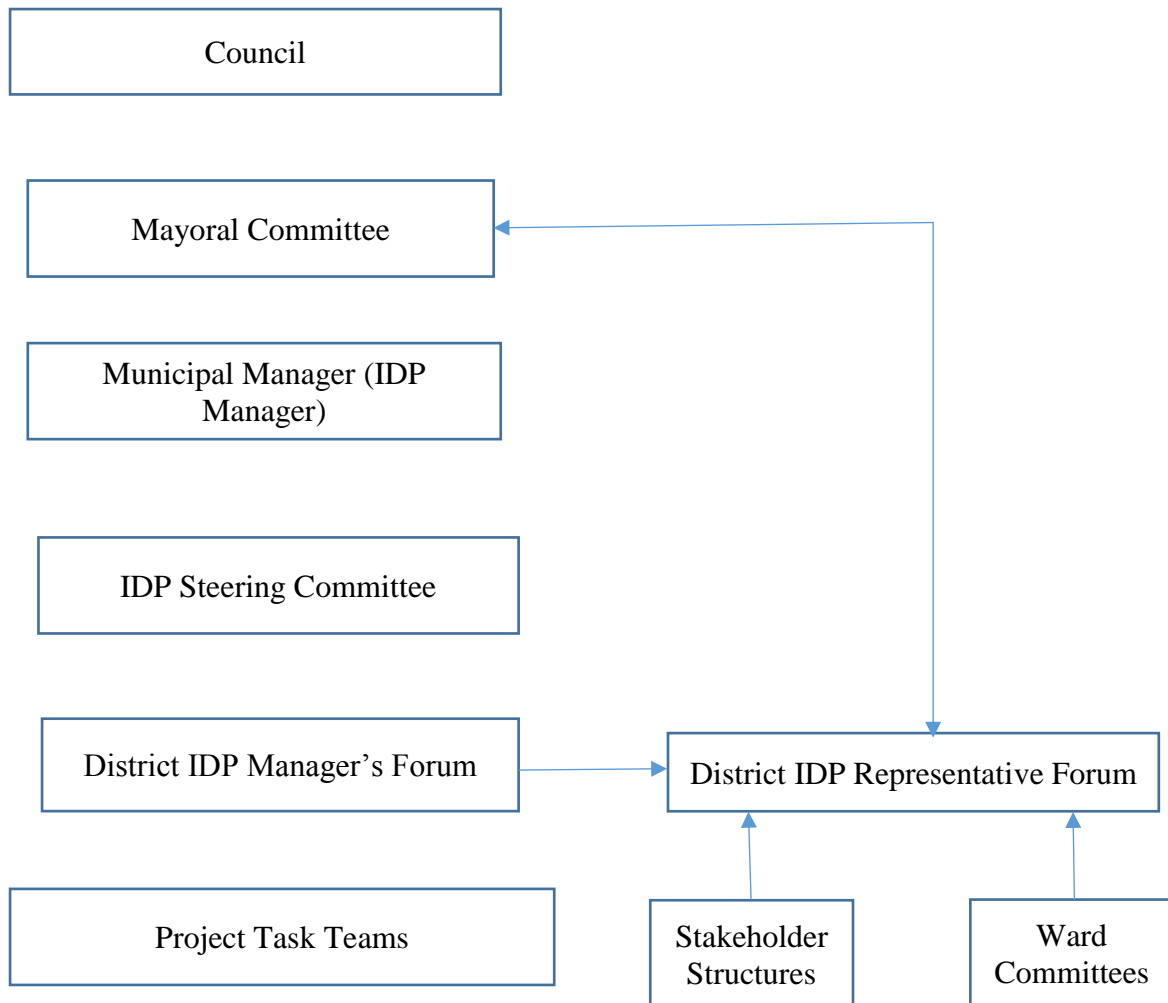 Council
Mayoral Committee
Municipal Manager (IDP
Manager)
IDP Steering Committee
District IDP Manager’s Forum
District IDP Representative Forum
Project Task Teams
Stakeholder
Structures
Ward
Committees